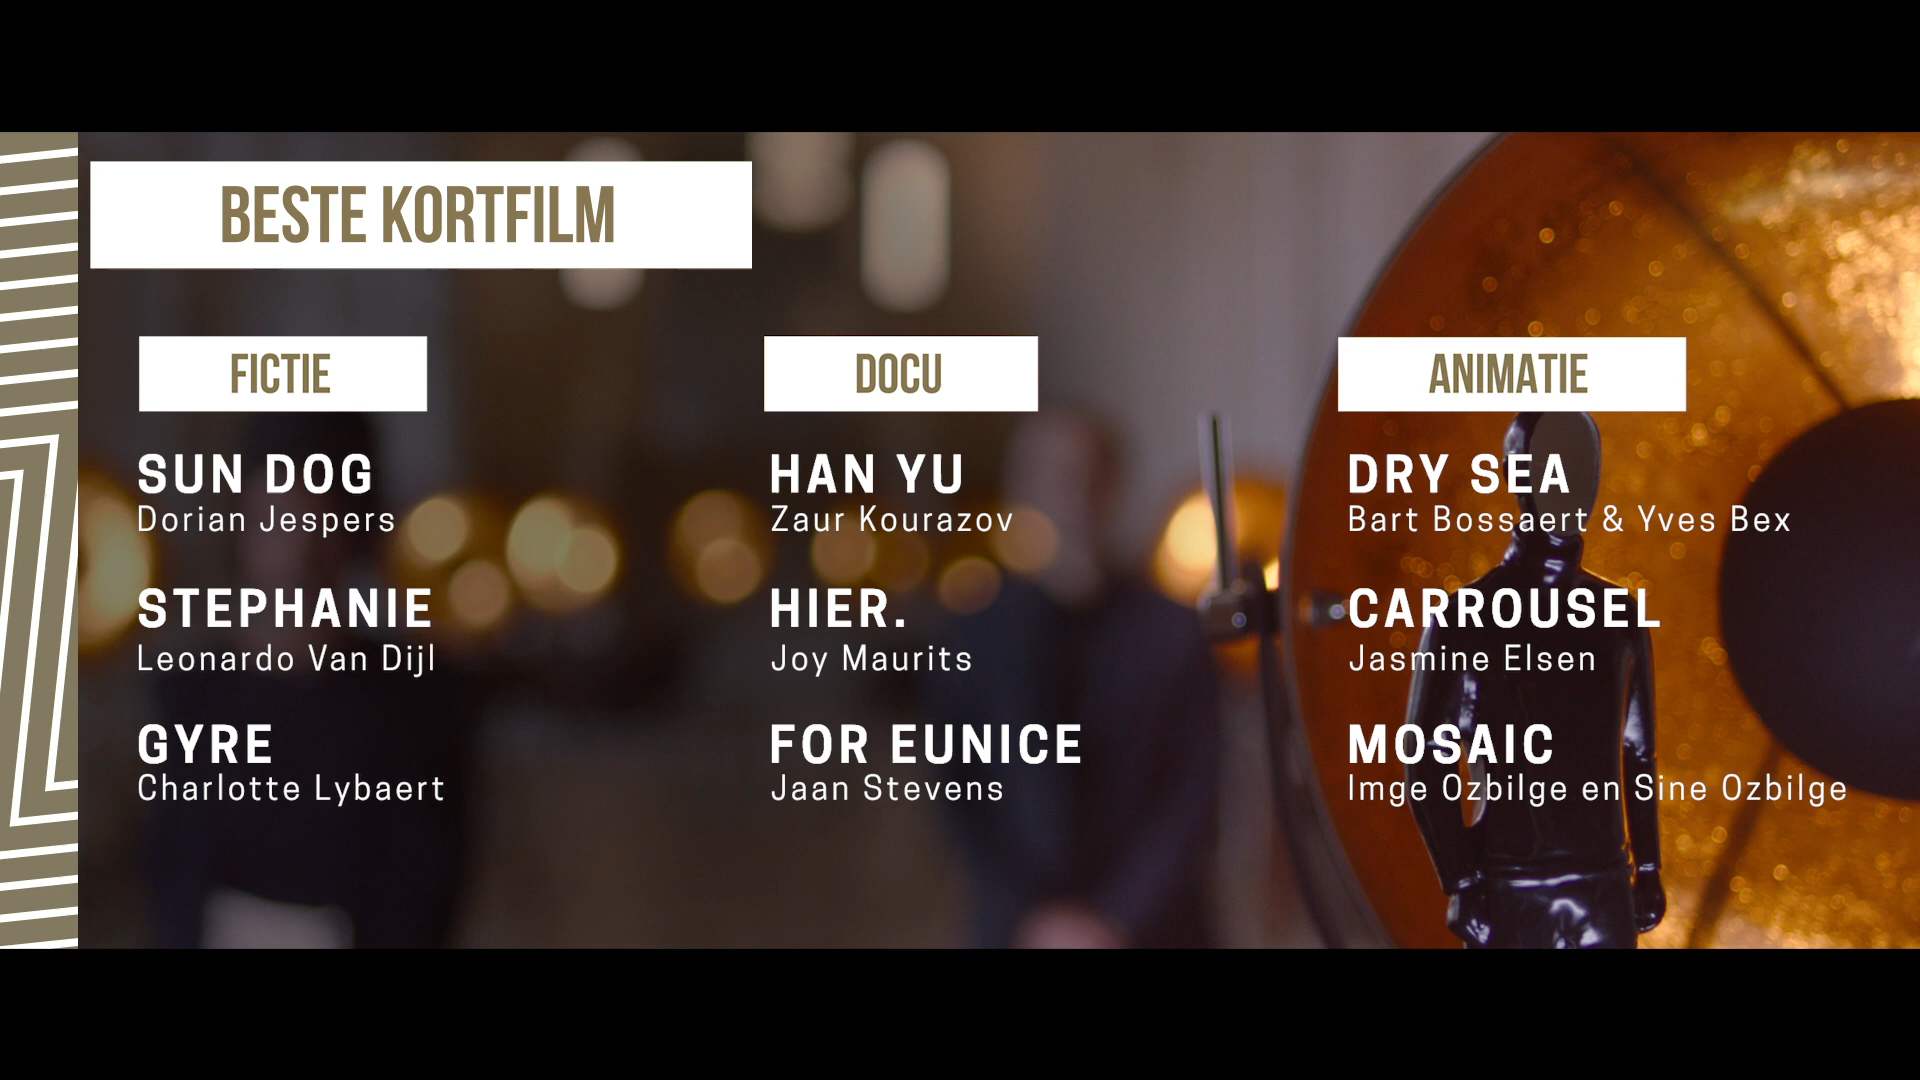 BESTE KORTFILM
FICTIE
SUN DOG
Dorian Jespers
STEPHANIE
Leonardo Van Dijl
GYRE
Charlotte Lybaert
DOCU
HAN YU
Zaur Kourazov
HIER.
Joy Maurits
FOR EUNICE
Jaan Stevens
ANIMATIE
DRY SEA
Bart Bossaert & Yves Bex
CARROUSEL
Jasmine Elsen
MOSAIC
Imge Ozbilge en Sine Ozbilge